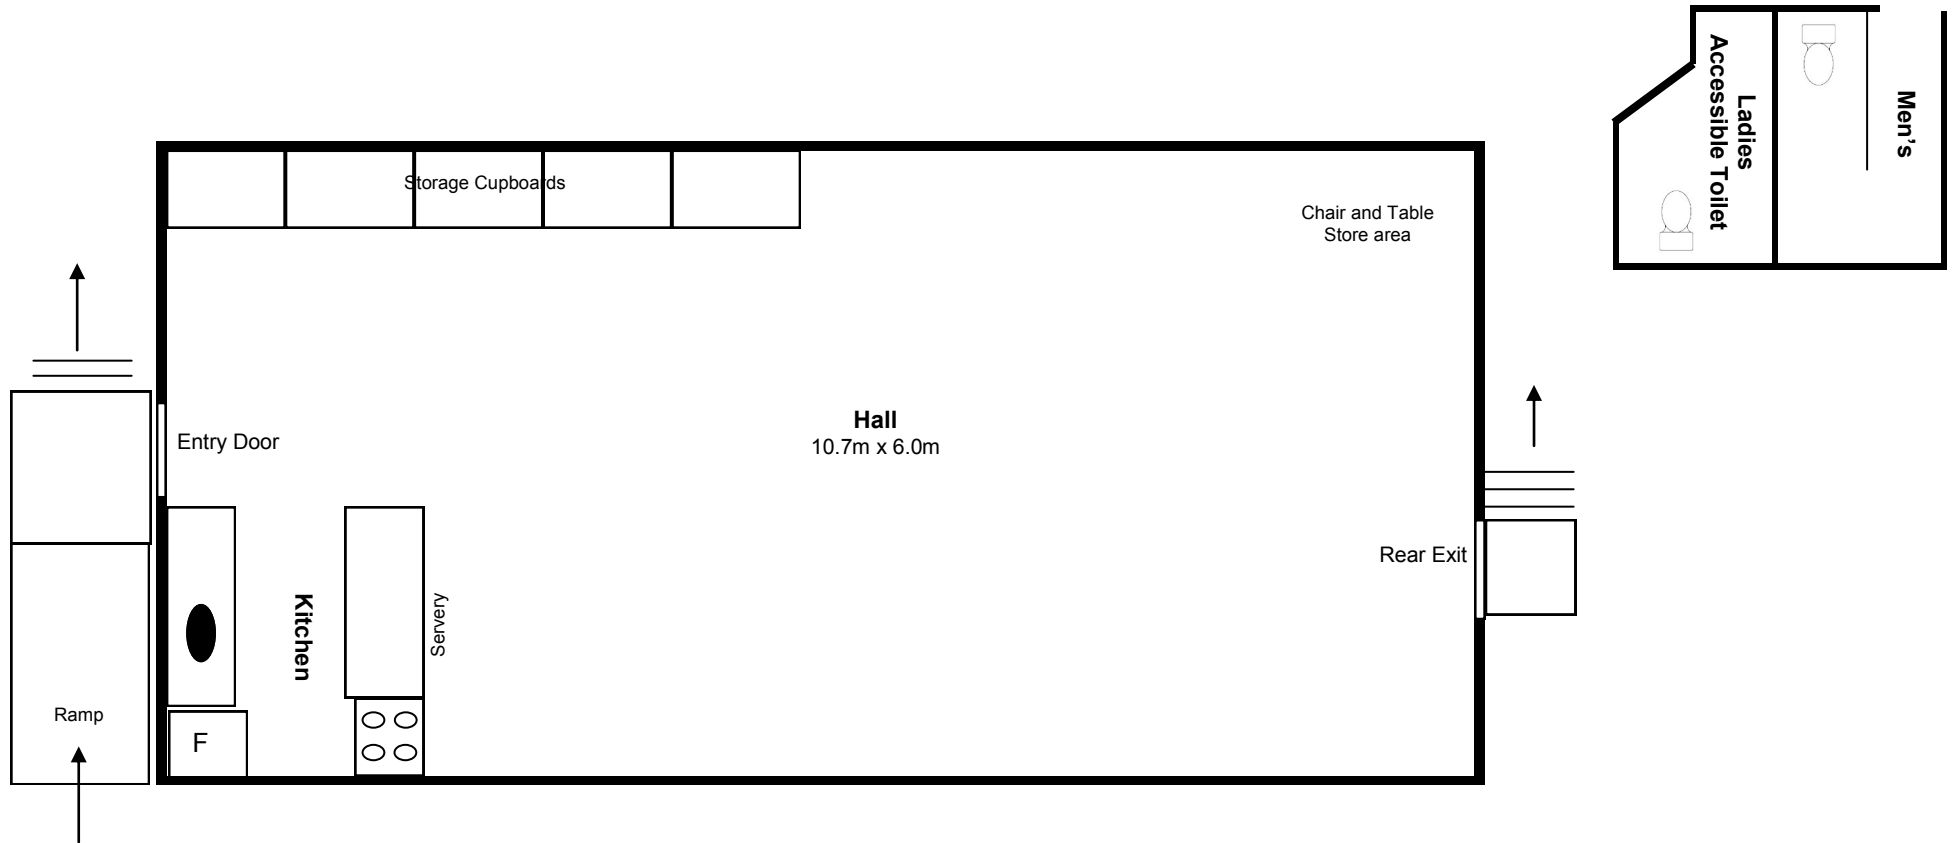 Storage Cupboards
Chair and Table
Store area
Ladies
Accessible Toilet
Men’s
Entry Door
Hall
10.7m x 6.0m
Rear Exit
Kitchen
Servery
Ramp
F